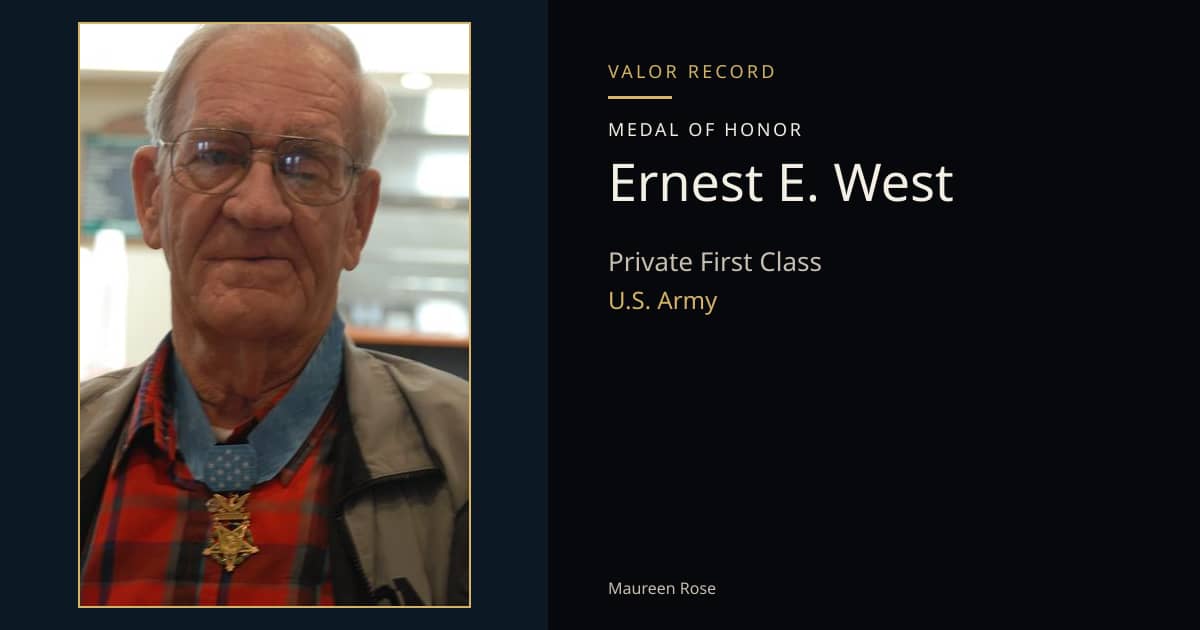 VALOR RECORD
MEDAL OF HONOR
Ernest E. West
Private First Class
U.S. Army
Maureen Rose